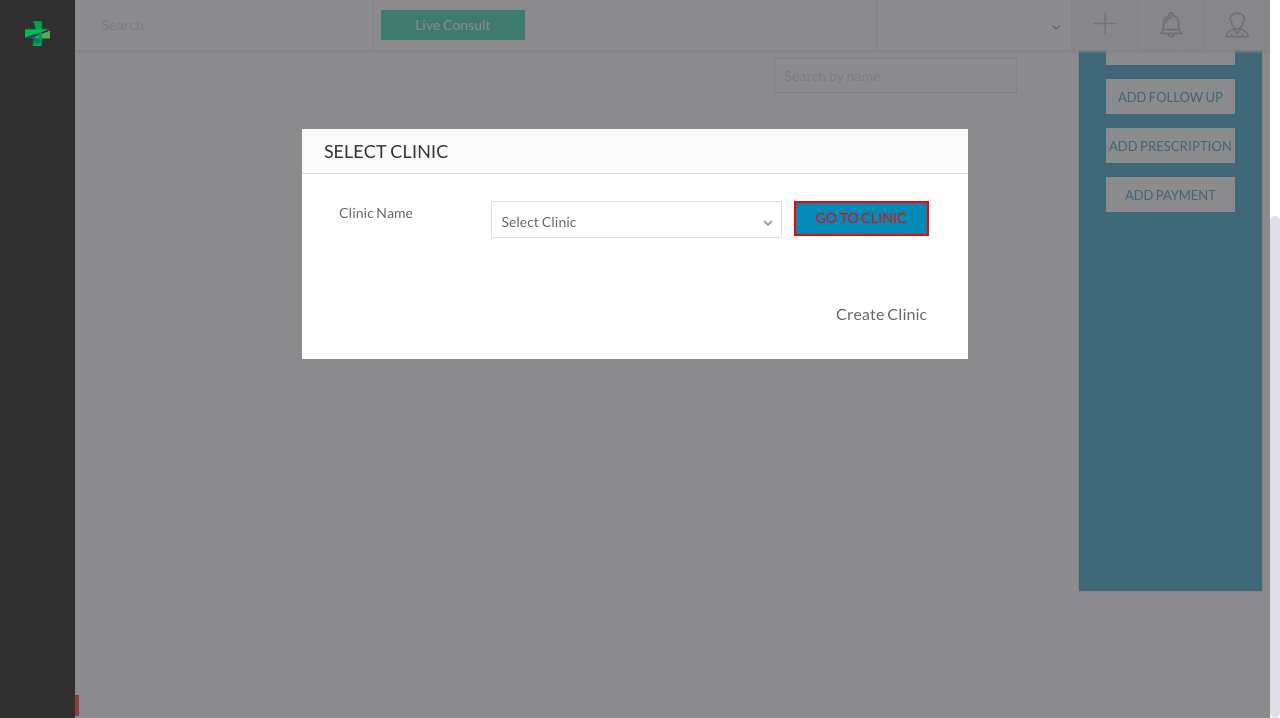 Search
Live Consult
Search by name
ADD FOLLOW UP
ADD PRESCRIPTION
ADD PAYMENT
SELECT CLINIC
Clinic Name
Select Clinic
GO TO CLINIC
Create Clinic